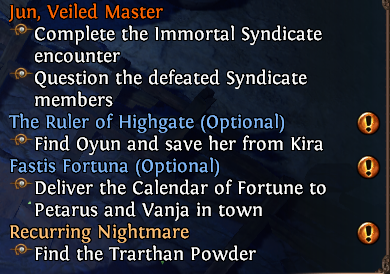 Jun, Veiled Master
Complete the Immortal Syndicate
encounter
Question the defeated Syndicate
members
The Ruler of Highgate (Optional)
Find Oyun and save her from Kira
Fastis Fortuna (Optional)
Deliver the Calendar of Fortune to
Petarus and Vanja in town
Recurring Nightmare
Find the Trarthan Powder